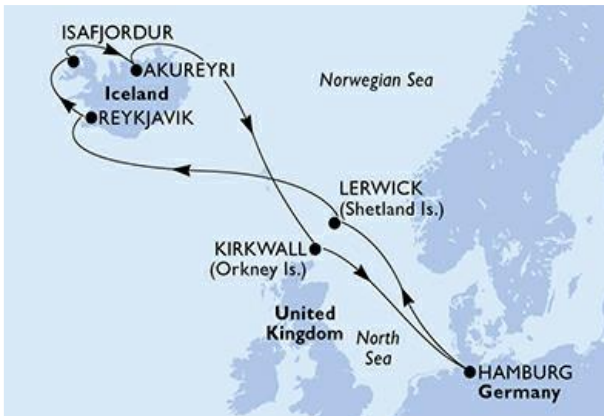 ISAFJORDUR
AKUREYRI
Iceland
REYKJAVIK
Norwegian Sea
LERWICK
(Shetland Is.)
KIRKWALL
(Orkney Is.)
United
Kingdom
North
Sea
HAMBURG
Germany